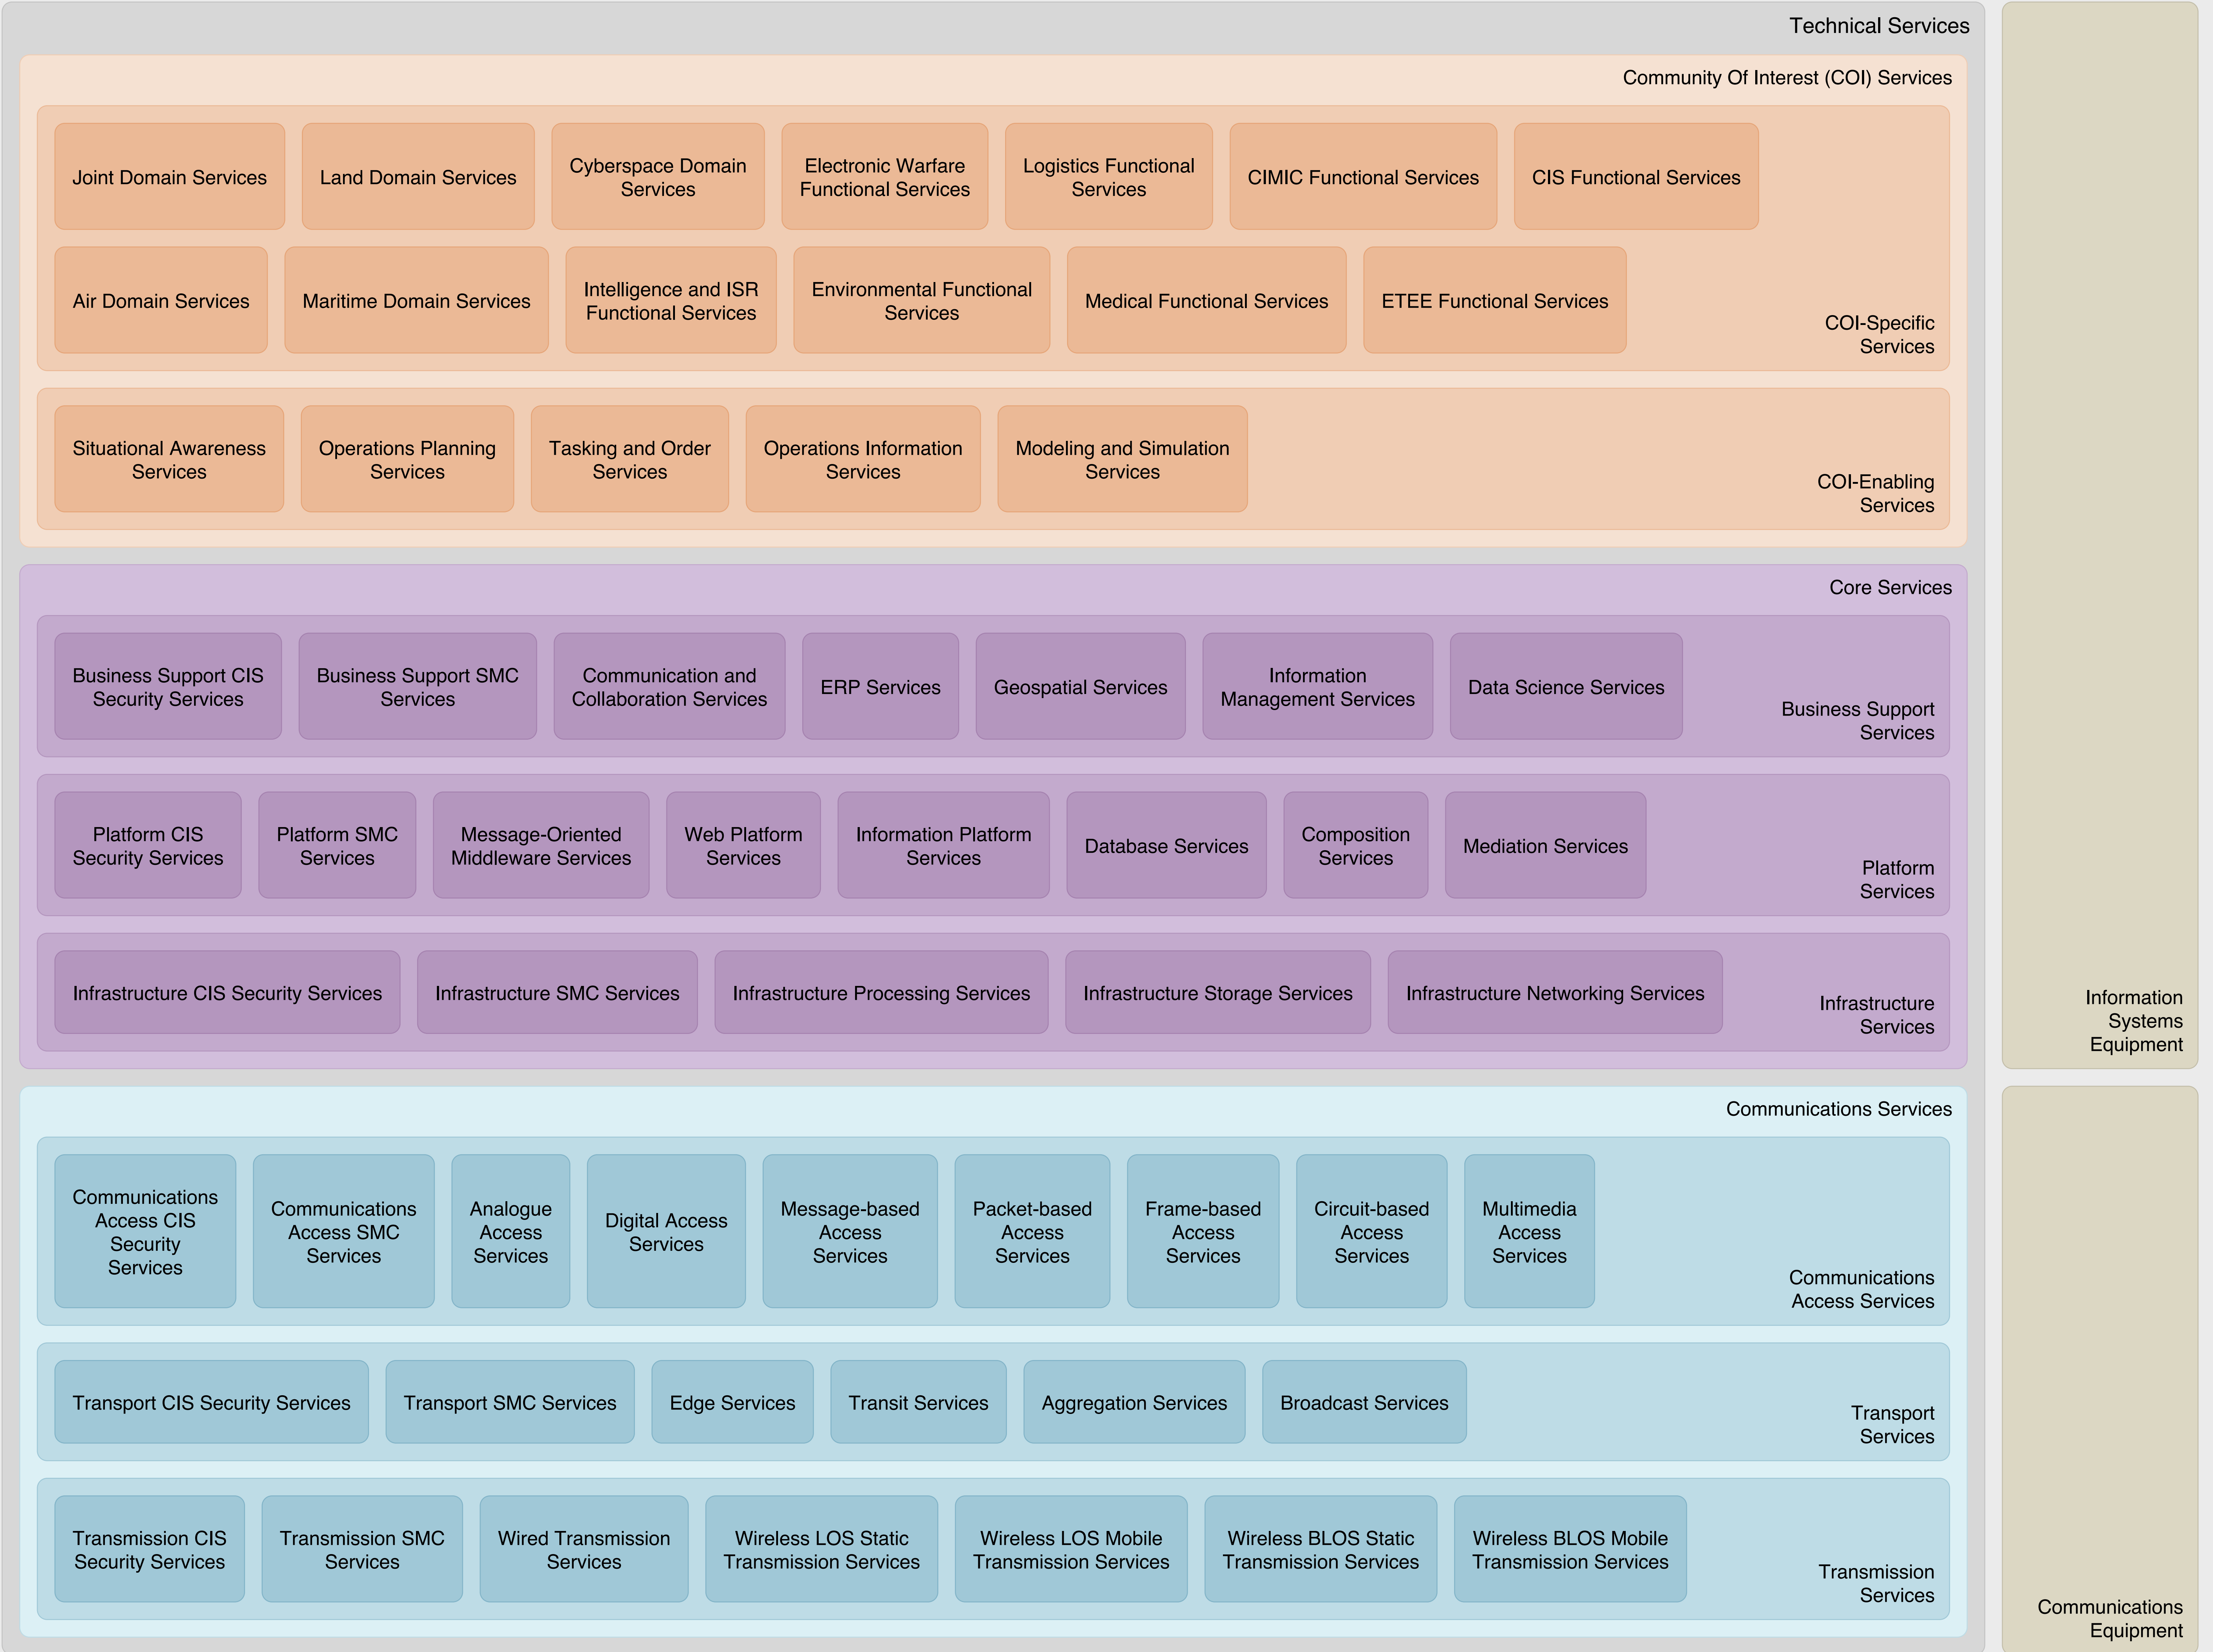 Technical Services
Community Of Interest (COI) Services
Joint Domain Services
Land Domain Services
Cyberspace Domain
Services
Electronic Warfare
Functional Services
Logistics Functional
Services
CIMIC Functional Services
CIS Functional Services
Air Domain Services
Maritime Domain Services
Intelligence and ISR
Functional Services
Environmental Functional
Services
Medical Functional Services
ETEE Functional Services
COI-Specific
Services
Situational Awareness
Services
Operations Planning
Services
Tasking and Order
Services
Operations Information
Services
Modeling and Simulation
Services
COI-Enabling
Services
Core Services
Business Support CIS
Security Services
Business Support SMC
Services
Communication and
Collaboration Services
ERP Services
Geospatial Services
Information
Management Services
Data Science Services
Business Support
Services
Platform CIS
Security Services
Platform SMC
Services
Message-Oriented
Middleware Services
Web Platform
Services
Information Platform
Services
Database Services
Composition
Services
Mediation Services
Platform
Services
Infrastructure CIS Security Services
Infrastructure SMC Services
Infrastructure Processing Services
Infrastructure Storage Services
Infrastructure Networking Services
Infrastructure
Services
Communications Services
Communications
Access CIS
Security
Services
Communications
Access SMC
Services
Analogue
Access
Services
Digital Access
Services
Message-based
Access
Services
Packet-based
Access
Services
Frame-based
Access
Services
Circuit-based
Access
Services
Multimedia
Access
Services
Communications
Access Services
Transport CIS Security Services
Transport SMC Services
Edge Services
Transit Services
Aggregation Services
Broadcast Services
Transport
Services
Transmission CIS
Security Services
Transmission SMC
Services
Wired Transmission
Services
Wireless LOS Static
Transmission Services
Wireless LOS Mobile
Transmission Services
Wireless BLOS Static
Transmission Services
Wireless BLOS Mobile
Transmission Services
Transmission
Services
Information
Systems
Equipment
Communications
Equipment